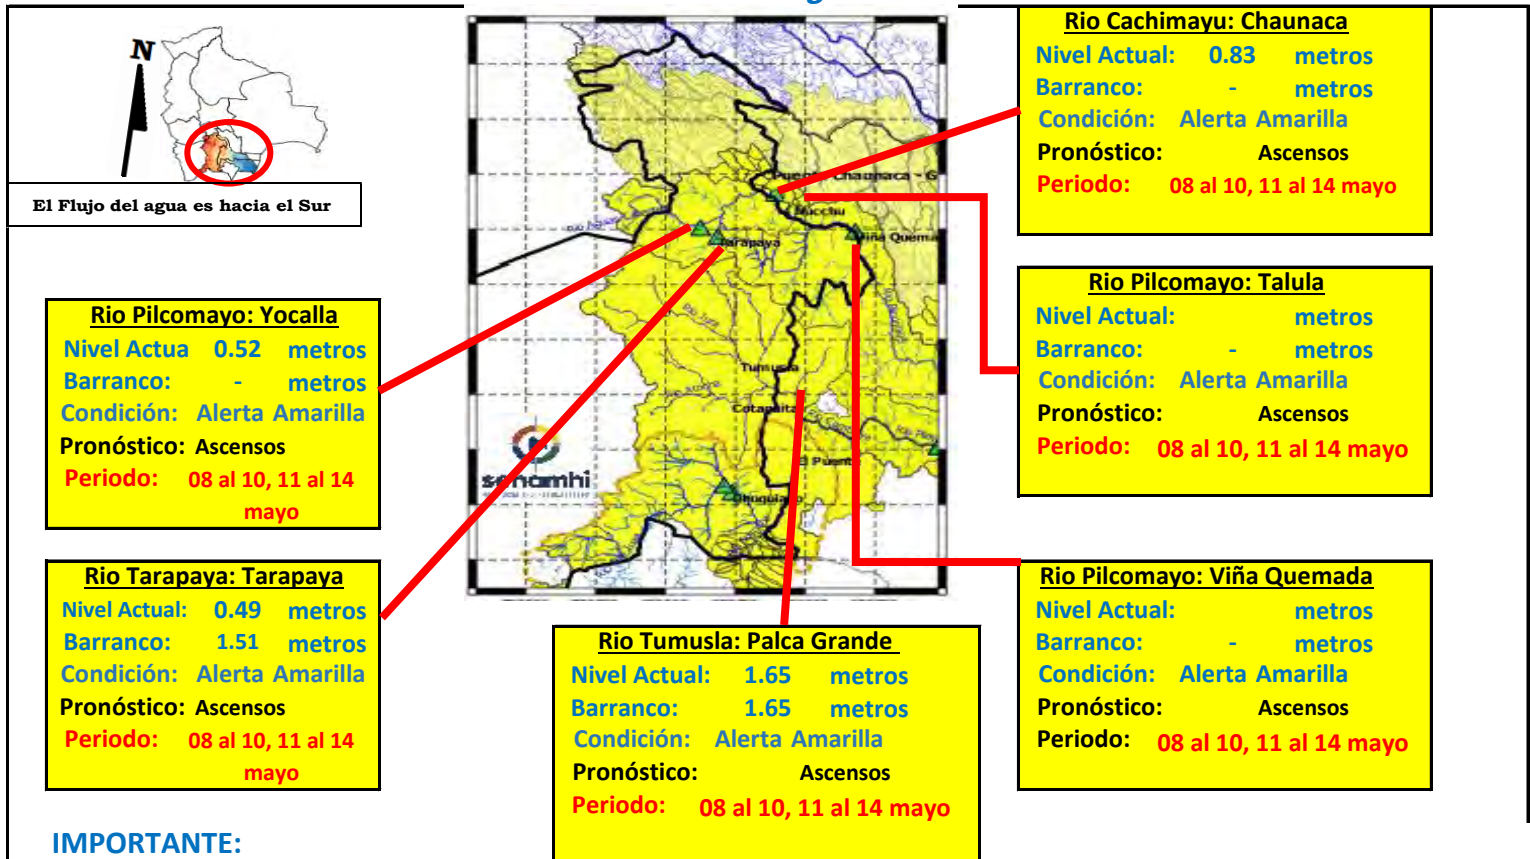 N
El Flujo del agua es hacia el Sur
Rio Cachimayu: Chaunaca
Nivel Actual: 0.83 metros
Barranco: - metros
Condición: Alerta Amarilla
Pronóstico: Ascensos
Periodo: 08 al 10, 11 al 14 mayo
Rio Pilcomayo: Talula
Nivel Actual: metros
Barranco: - metros
Condición: Alerta Amarilla
Pronóstico: Ascensos
Periodo: 08 al 10, 11 al 14 mayo
Rio Pilcomayo: Yocalla
Nivel Actua 0.52 metros
Barranco: - metros
Condición: Alerta Amarilla
Pronóstico: Ascensos
Periodo: 08 al 10, 11 al 14
mayo
Rio Tarapaya: Tarapaya
Nivel Actual: 0.49 metros
Barranco: 1.51 metros
Condición: Alerta Amarilla
Pronóstico: Ascensos
Periodo: 08 al 10, 11 al 14
mayo
Puente Chaunaca - G
Tarapaya
Viña Quema
Tumusla
Cotagaita
El Puente
senamhi
Rio Tumusla: Palca Grande
Nivel Actual: 1.65 metros
Barranco: 1.65 metros
Condición: Alerta Amarilla
Pronóstico: Ascensos
Periodo: 08 al 10, 11 al 14 mayo
Rio Pilcomayo: Viña Quemada
Nivel Actual: metros
Barranco: - metros
Condición: Alerta Amarilla
Pronóstico: Ascensos
Periodo: 08 al 10, 11 al 14 mayo
IMPORTANTE: